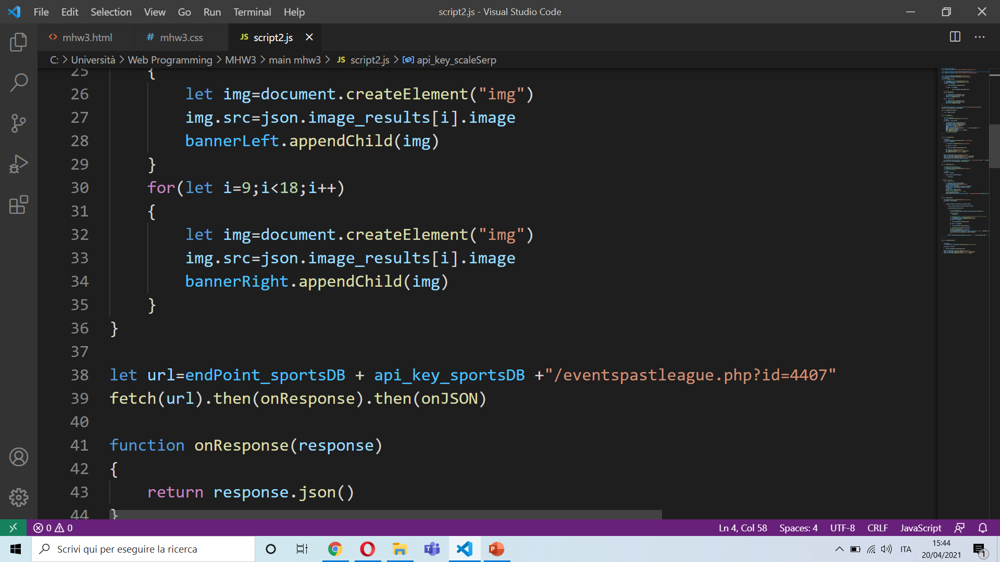 File Edit Selection View Go Run Terminal Help script2.js - Visual Studio Code
<> mhw3.html # mhw3.css JS script2.js
C: > Università > Web Programming > MHW3 > main mhw3 > JS script2.js > api_key_scaleSerp
25 {
26 let img=document.createElement("img")
27 img.src=json.image_results[i].image
28 bannerLeft.appendChild(img)
29 }
30 for(let i=9;i<18;i++)
31 {
32 let img=document.createElement("img")
33 img.src=json.image_results[i].image
34 bannerRight.appendChild(img)
35 }
36 }
37
38 let url=endPoint_sportsDB + api_key_sportsDB +"/eventspastleague.php?id=4407"
39 fetch(url).then(onResponse).then(onJSON)
40
41 function onResponse(response)
42 {
43 return response.json()
44 }
0 0 Ln 4, Col 58 Spaces: 4 UTF-8 CRLF JavaScript
Scrivi qui per eseguire la ricerca
ITA 15:44
20/04/2021
1